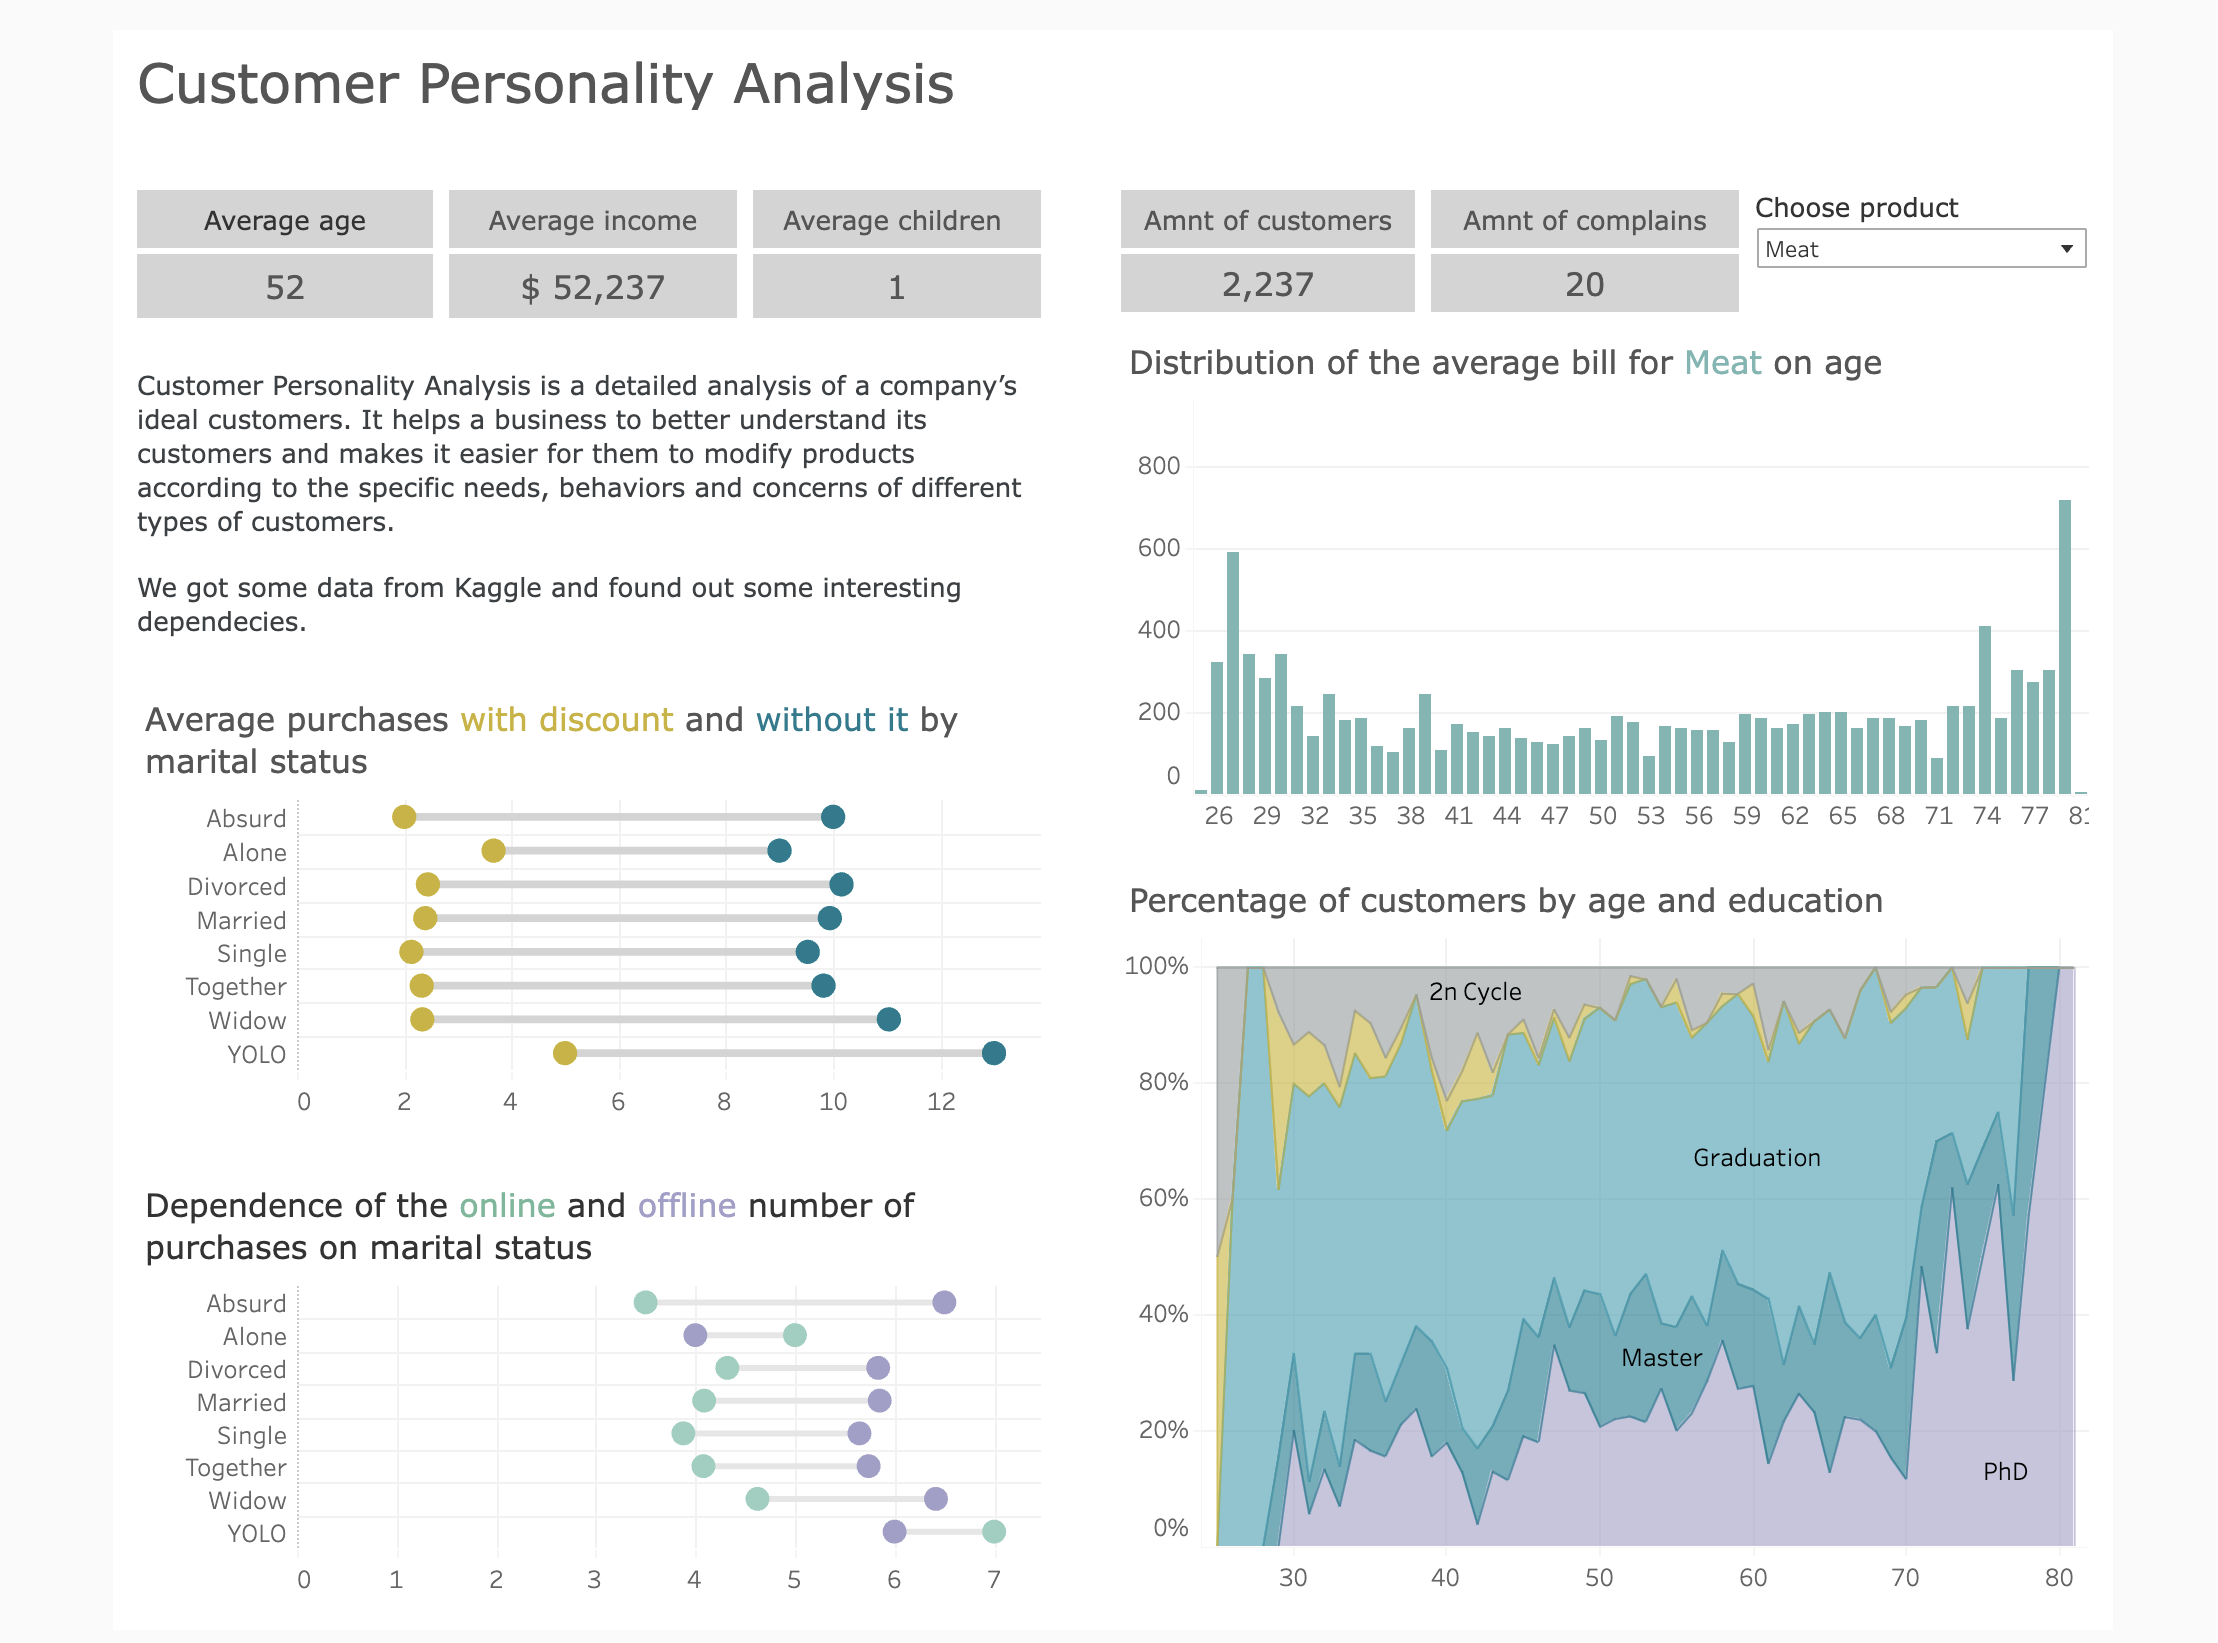 Customer Personality Analysis
Average age
Average income
Average children
52
$ 52,237
1
Amnt of customers
Amnt of complains
2,237
20
Choose product
Meat
Customer Personality Analysis is a detailed analysis of a company’s
ideal customers. It helps a business to better understand its
customers and makes it easier for them to modify products
according to the specific needs, behaviors and concerns of different
types of customers.
We got some data from Kaggle and found out some interesting
dependecies.
Average purchases with discount and without it by
marital status
Absurd
Alone
Divorced
Married
Single
Together
Widow
YOLO
0 2 4 6 8 10 12
Dependence of the online and offline number of
purchases on marital status
Absurd
Alone
Divorced
Married
Single
Together
Widow
YOLO
0 1 2 3 4 5 6 7
Distribution of the average bill for Meat on age
800
600
400
200
0
26 29 32 35 38 41 44 47 50 53 56 59 62 65 68 71 74 77 81
Percentage of customers by age and education
100%
80%
60%
40%
20%
0%
2n Cycle
Graduation
Master
PhD
30 40 50 60 70 80